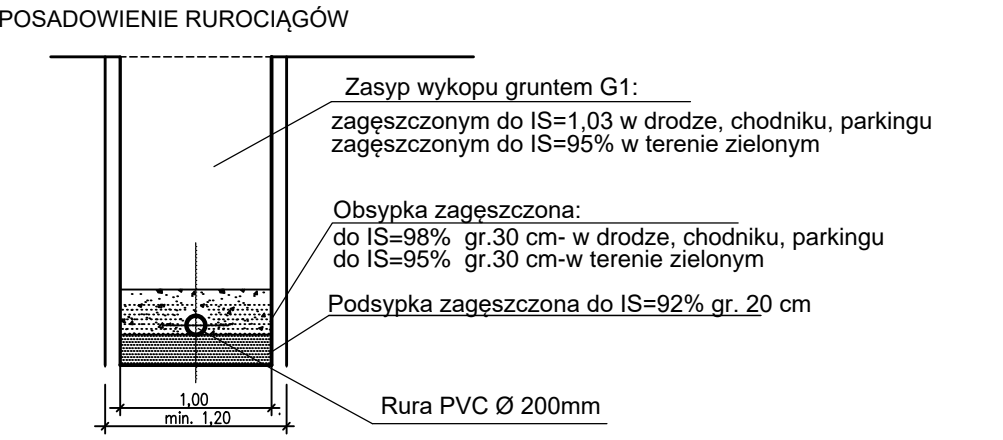 POSADOWIENIE RUROCIĄGÓW
Zasyp wykopu gruntem G1:
zagęszczonym do IS=1,03 w drodze, chodniku, parkingu
zagęszczonym do IS=95% w terenie zielonym
Obsypka zagęszczona:
do IS=98% gr.30 cm- w drodze, chodniku, parkingu
do IS=95% gr.30 cm-w terenie zielonym
Podsypka zagęszczona do IS=92% gr. 20 cm
1,00
min. 1,20
Rura PVC Ø 200mm